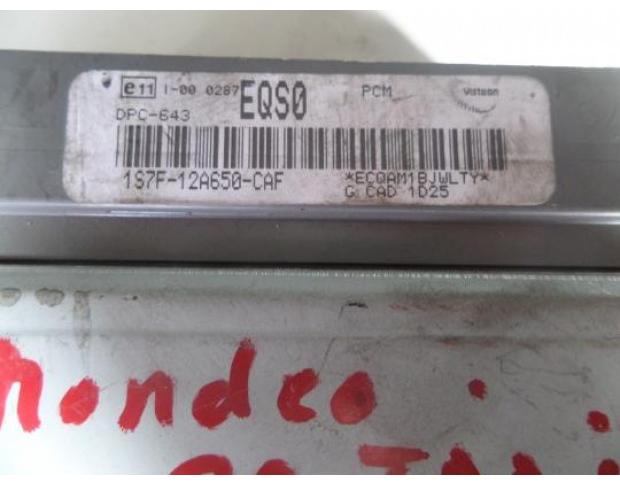 e11 I-00 0287 EQS0 PCM Visteon
DPC-643
1S7F-12A650-CAF *ECQAM1BJWLTY*
G CAD 1D25
Mondeo